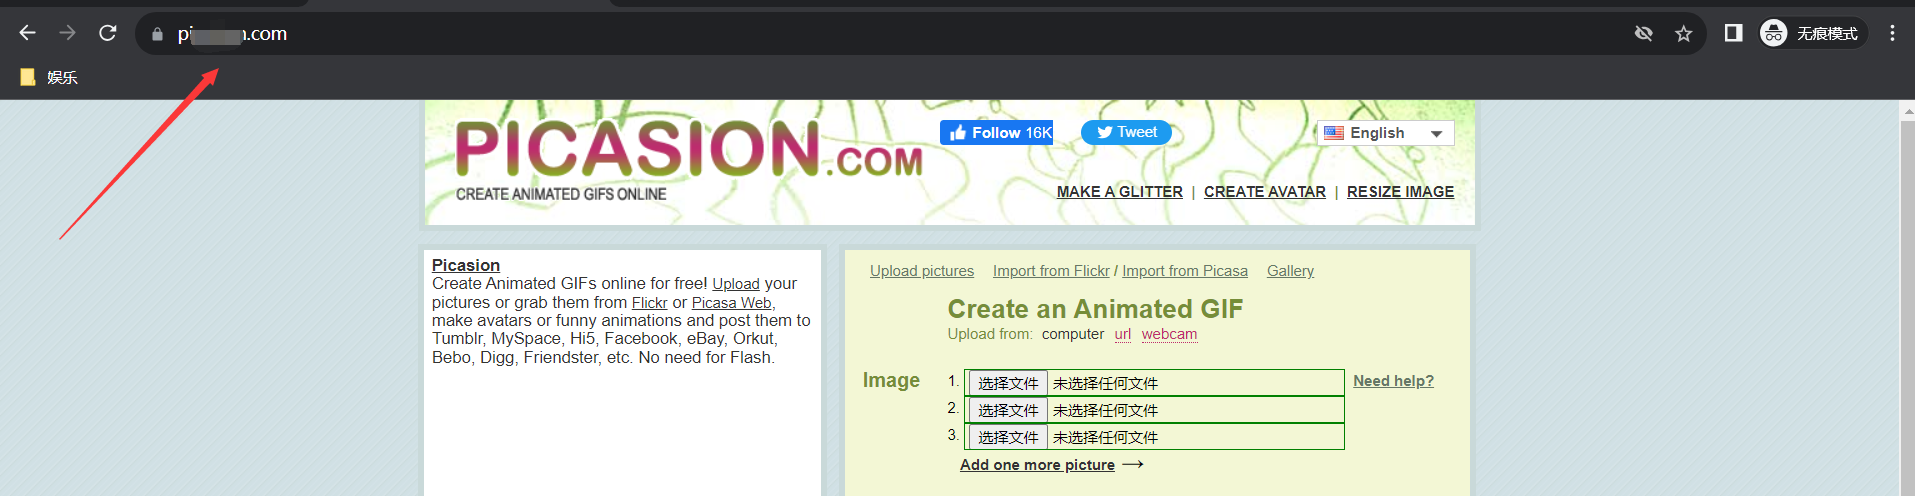 pi n.com
无痕模式
娱乐
PICASION.COM
CREATE ANIMATED GIFS ONLINE
Follow 16K
Tweet
English
MAKE A GLITTER | CREATE AVATAR | RESIZE IMAGE
Picasion
Create Animated GIFs online for free! Upload your
pictures or grab them from Flickr or Picasa Web,
make avatars or funny animations and post them to
Tumblr, MySpace, Hi5, Facebook, eBay, Orkut,
Bebo, Digg, Friendster, etc. No need for Flash.
Upload pictures Import from Flickr / Import from Picasa Gallery
Create an Animated GIF
Upload from: computer url webcam
Image
1. 选择文件 未选择任何文件 Need help?
2. 选择文件 未选择任何文件
3. 选择文件 未选择任何文件
Add one more picture →